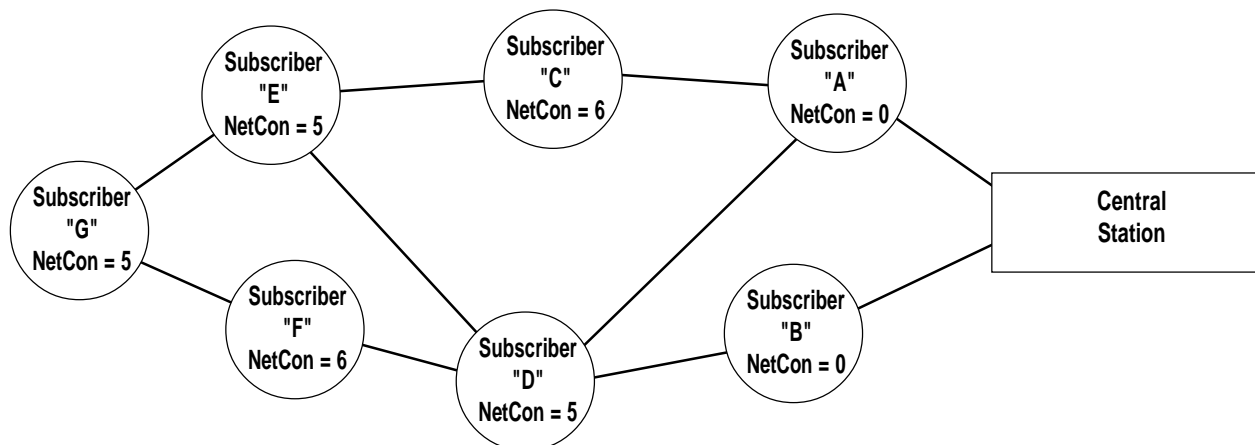 Subscriber
"E"
NetCon = 5
Subscriber
"C"
NetCon = 6
Subscriber
"A"
NetCon = 0
Subscriber
"G"
NetCon = 5
Central
Station
Subscriber
"F"
NetCon = 6
Subscriber
"D"
NetCon = 5
Subscriber
"B"
NetCon = 0